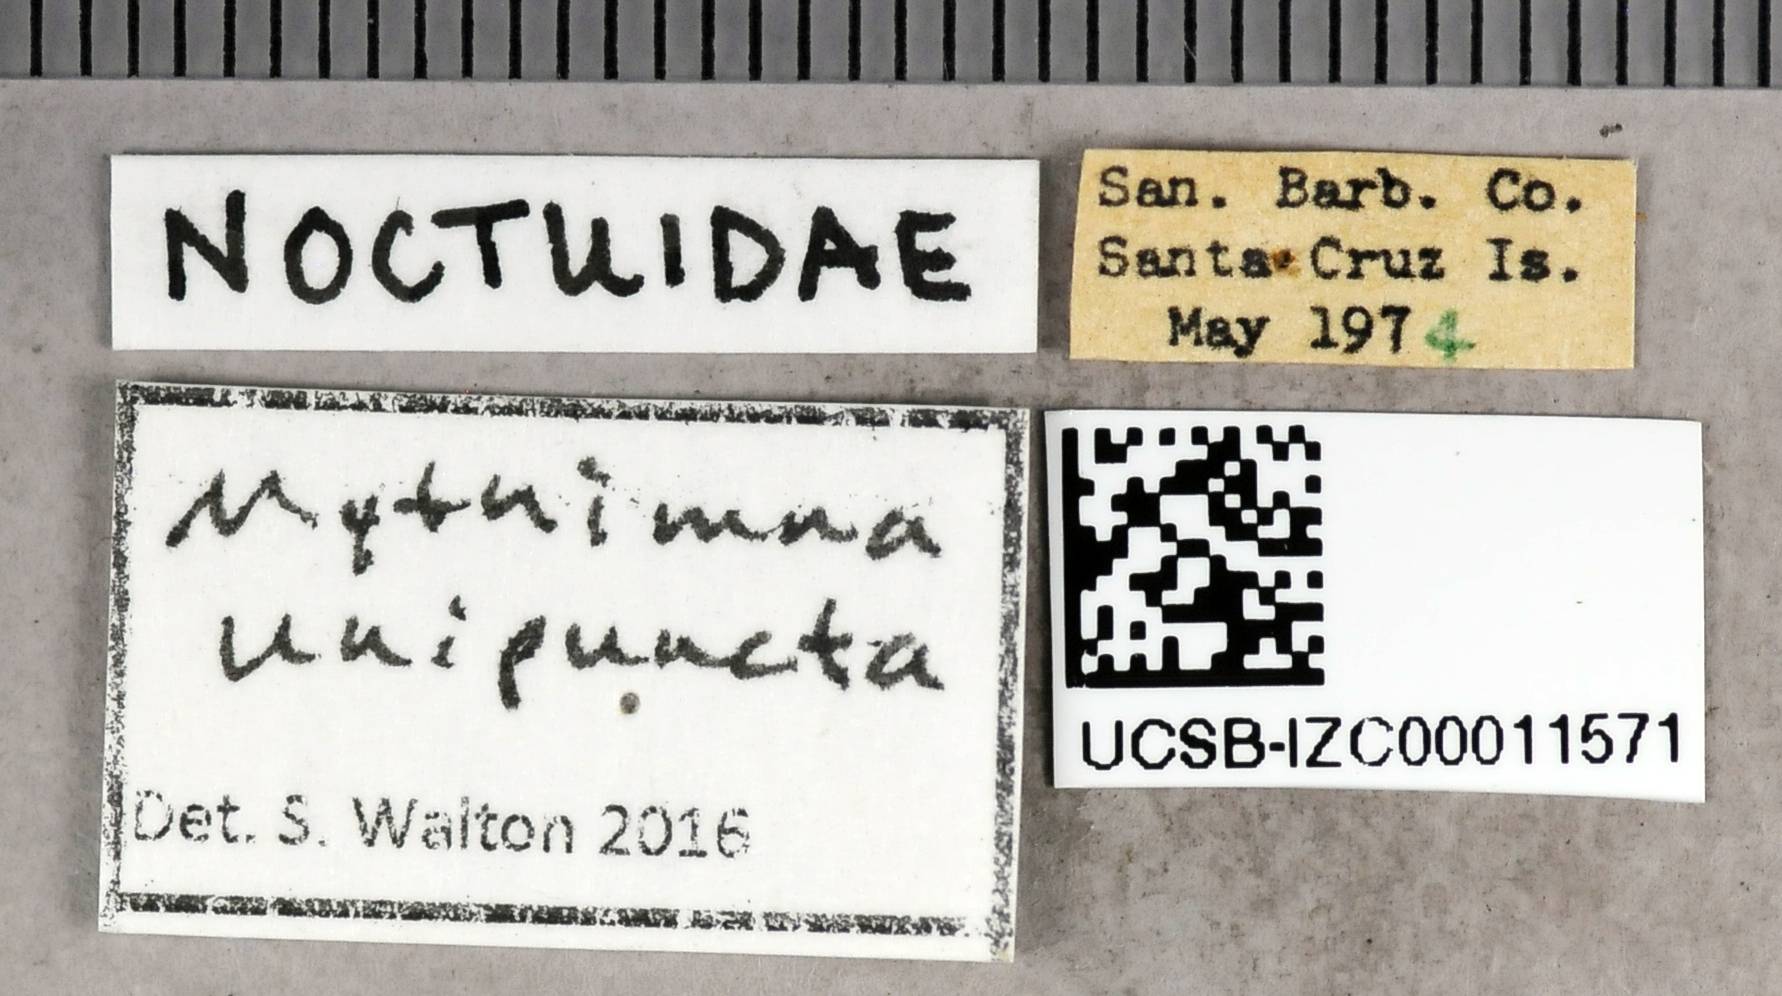 NOCTUIDAE
San. Barb. Co.
Santa Cruz Is.
May 1974
Mythimna
unipuncta
Det. S. Walton 2016
UCSB-IZC00011571